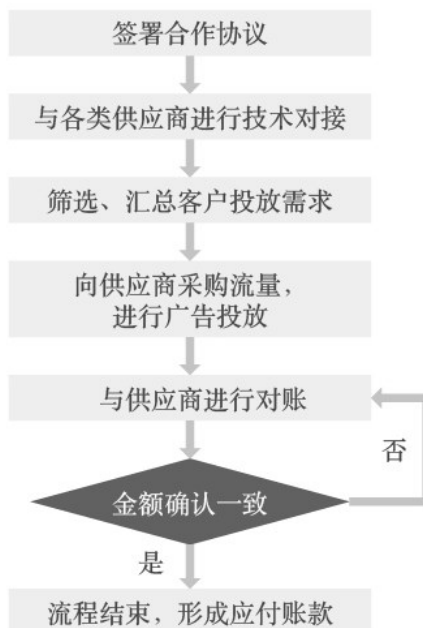 签署合作协议
与各类供应商进行技术对接
筛选、汇总客户投放需求
向供应商采购流量，
进行广告投放
与供应商进行对账
否
金额确认一致
是
流程结束，形成应付账款